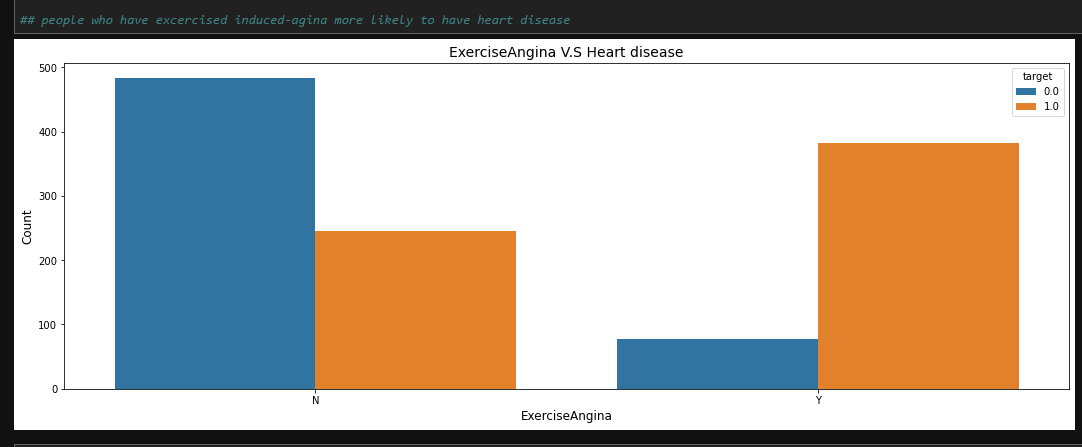 ## people who have excercised induced-agina more likely to have heart disease
ExerciseAngina V.S Heart disease
target
0.0
1.0
500
400
300
200
100
0
Count
N
Y
ExerciseAngina